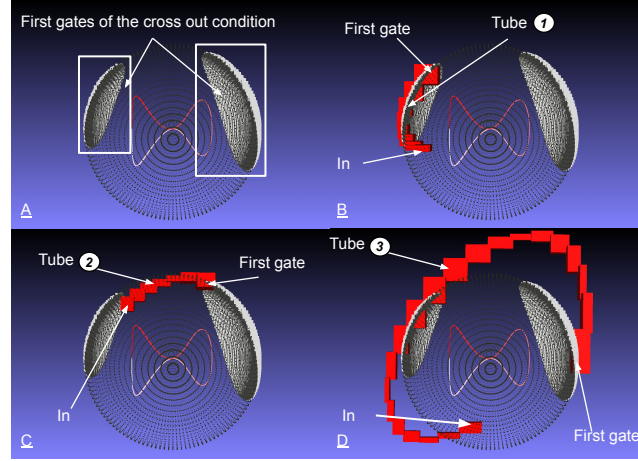 First gates of the cross out condition
A
Tube 1
First gate
In
B
Tube 2
First gate
In
C
Tube 3
In
First gate
D